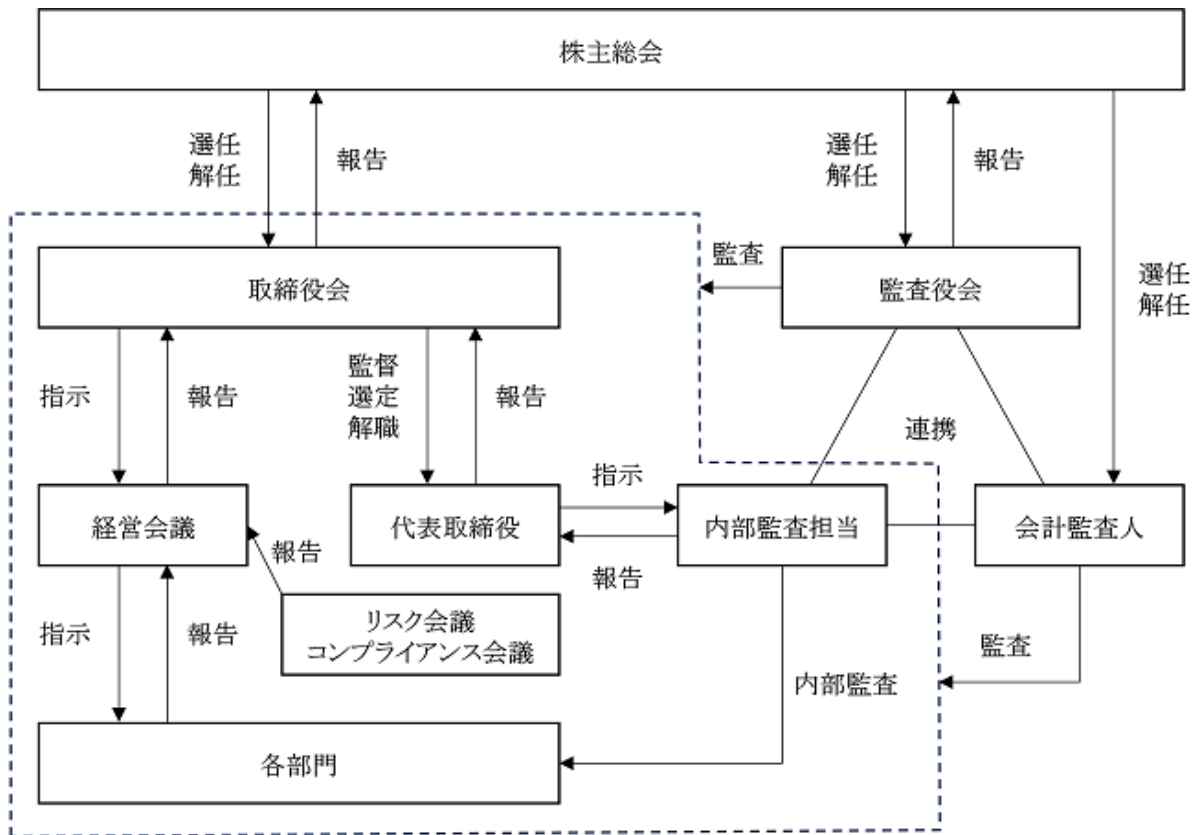 株主総会
選任
解任
報告
選任
解任
報告
選任
解任
取締役会
監査
監査役会
指示
報告
監督
選定
解職
報告
連携
経営会議
代表取締役
指示
報告
内部監査担当
会計監査人
報告
リスク会議
コンプライアンス会議
指示
報告
内部監査
監査
各部門